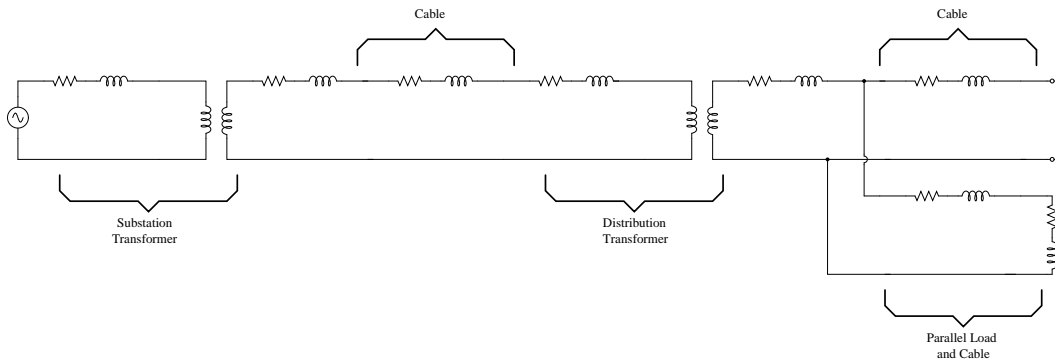 Cable
Cable
Substation
Transformer
Distribution
Transformer
Parallel Load
and Cable